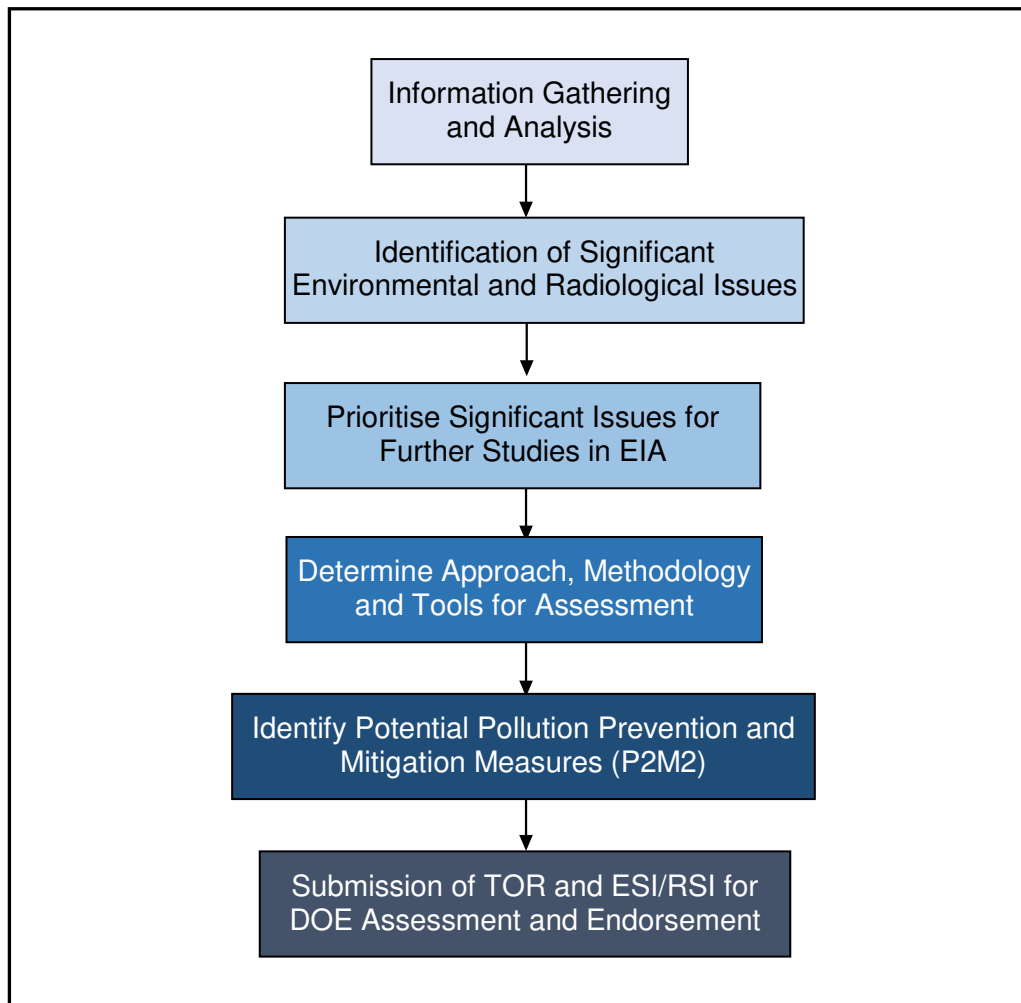 Information Gathering
and Analysis
Identification of Significant
Environmental and Radiological Issues
Prioritise Significant Issues for
Further Studies in EIA
Determine Approach, Methodology
and Tools for Assessment
Identify Potential Pollution Prevention and
Mitigation Measures (P2M2)
Submission of TOR and ESI/RSI for
DOE Assessment and Endorsement